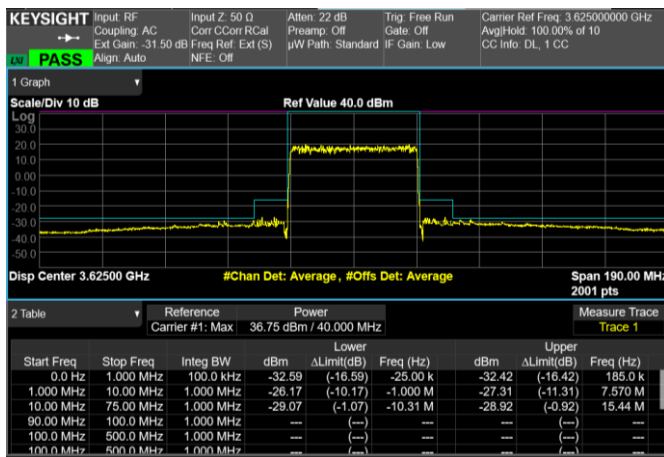 KEYSIGHT Input: RF Input Z: 50 Ω Atten: 22 dB Trig: Free Run Carrier Ref Freq: 3.625000000 GHz
Coupling: AC Corr CCorr RCal Preamp: Off Gate: Off Avg|Hold: 100.00% of 10
Ext Gain: -31.50 dB Freq Ref: Ext (S) µW Path: Standard IF Gain: Low CC Info: DL, 1 CC
LXI PASS Align: Auto NFE: Off
1 Graph
Scale/Div 10 dB Ref Value 40.0 dBm
Log
30.0
20.0
10.0
0.00
-10.0
-20.0
-30.0
-40.0
-50.0
Disp Center 3.62500 GHz #Chan Det: Average, #Offs Det: Average Span 190.00 MHz
2001 pts
2 Table Reference Power Measure Trace
Carrier #1: Max 36.75 dBm / 40.000 MHz Trace 1
Lower Upper
Start Freq Stop Freq Integ BW dBm ΔLimit(dB) Freq (Hz) dBm ΔLimit(dB) Freq (Hz)
0.0 Hz 1.000 MHz 100.0 kHz -32.59 (-16.59) -25.00 k -32.42 (-16.42) 185.0 k
1.000 MHz 10.00 MHz 1.000 MHz -26.17 (-10.17) -1.000 M -27.31 (-11.31) 7.570 M
10.00 MHz 75.00 MHz 1.000 MHz -29.07 (-1.07) -10.31 M -28.92 (-0.92) 15.44 M
90.00 MHz 100.0 MHz 1.000 MHz --- (---) --- --- (---) ---
100.0 MHz 500.0 MHz 1.000 MHz --- (---) --- --- (---) ---
100.0 MHz 500.0 MHz 1.000 MHz --- (---) --- --- (---) ---